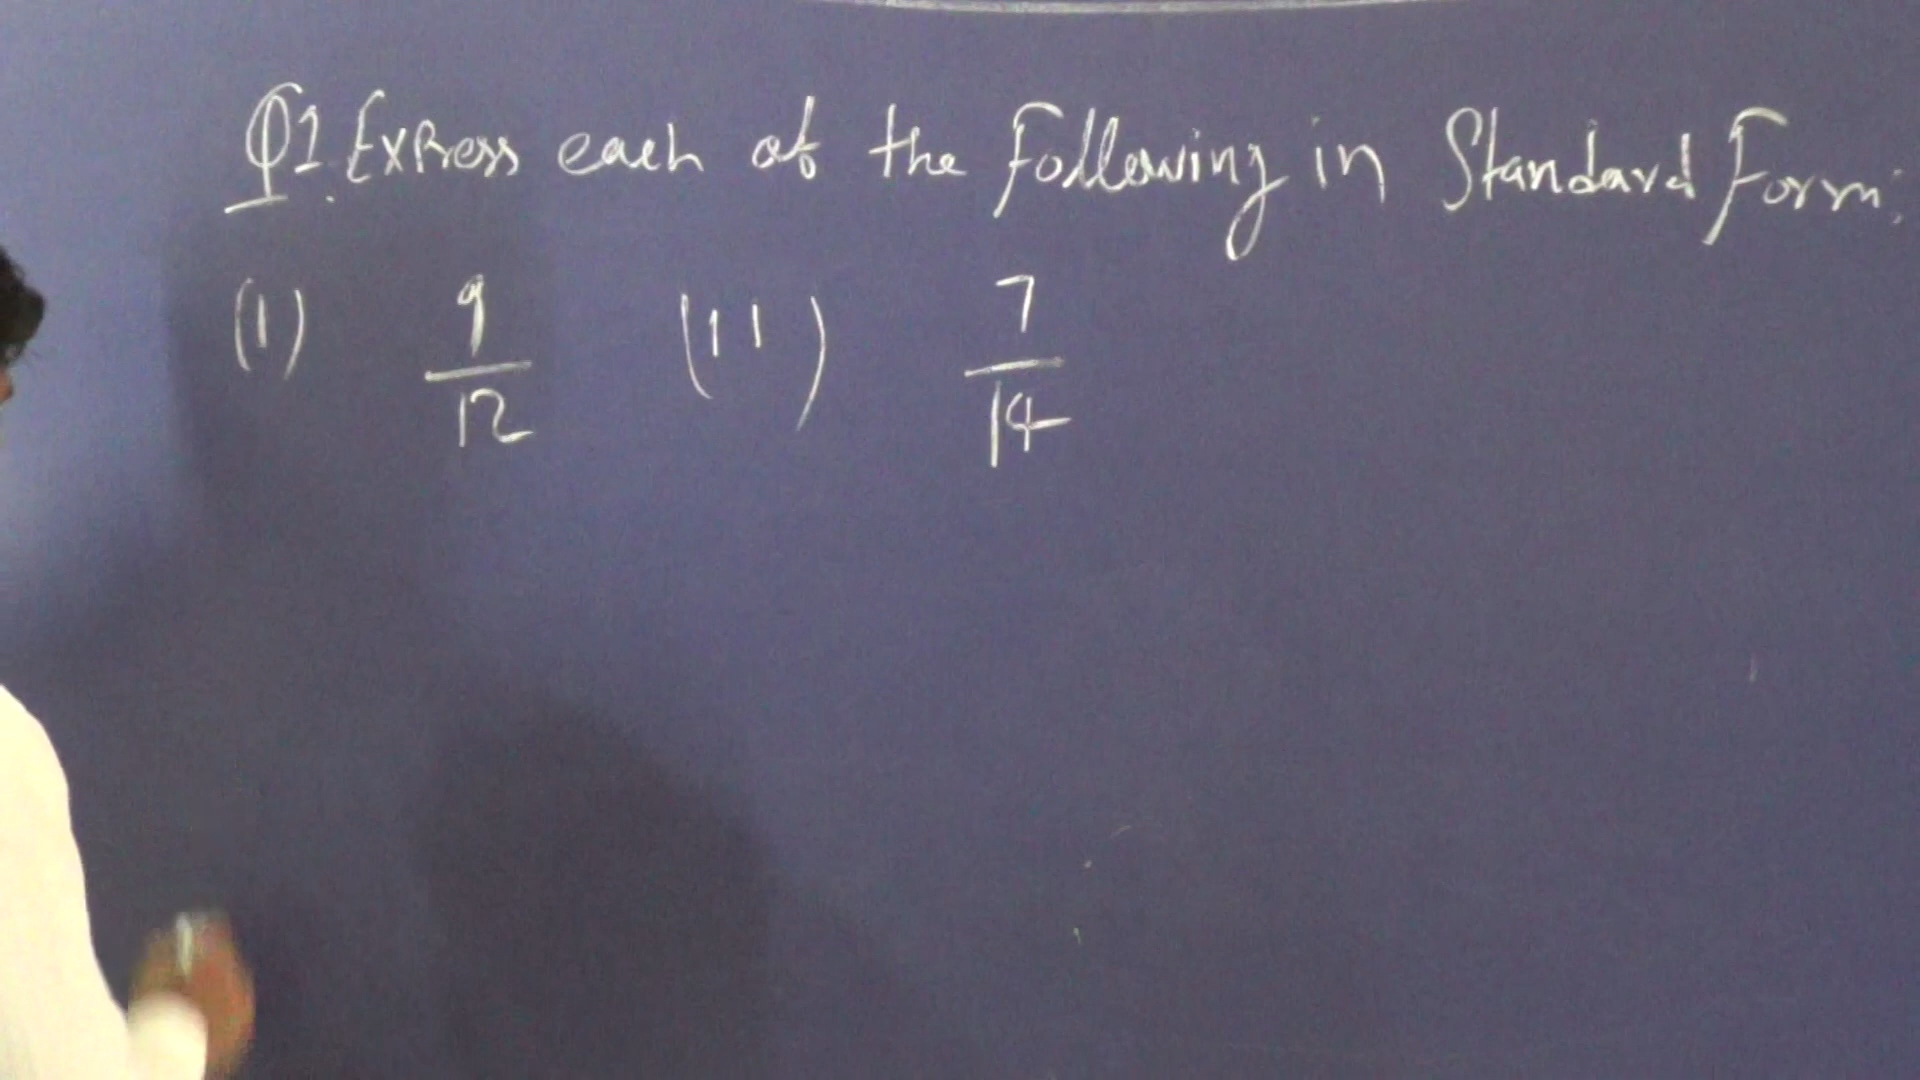 Q1. Express each of the Following in Standard Form:
(i) 9/12 (ii) 7/14